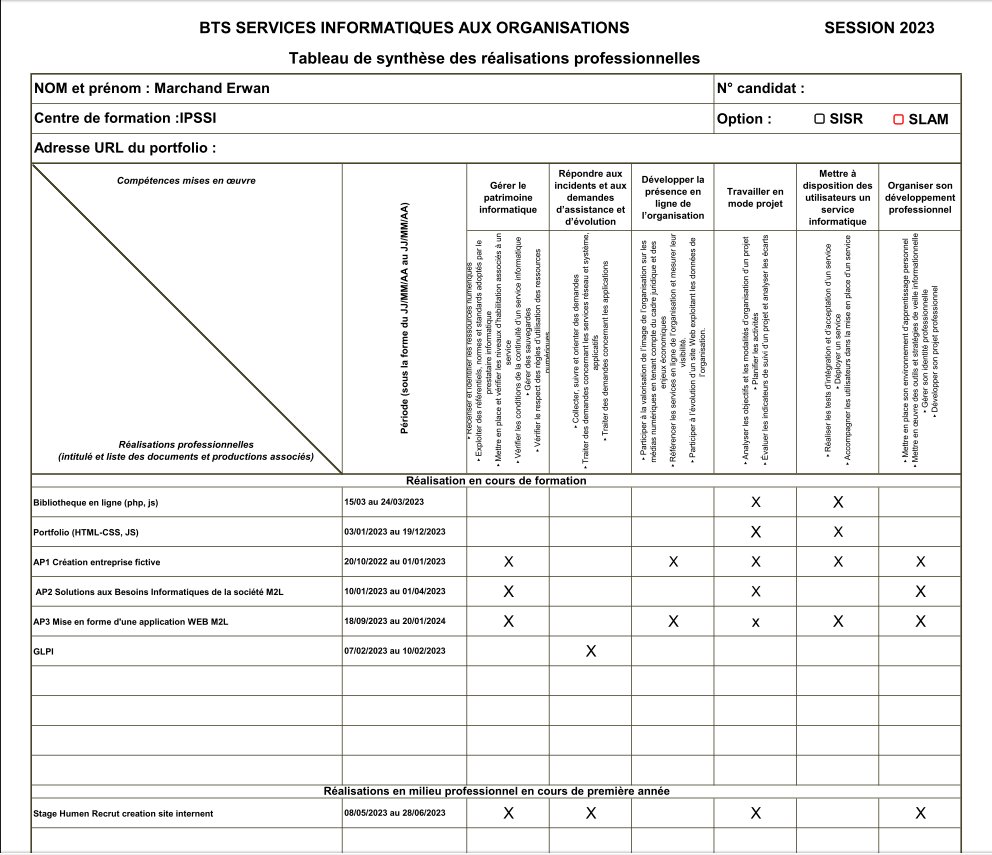 BTS SERVICES INFORMATIQUES AUX ORGANISATIONS SESSION 2023
Tableau de synthèse des réalisations professionnelles
NOM et prénom : Marchand Erwan N° candidat :
Centre de formation :IPSSI Option : SISR SLAM
Adresse URL du portfolio :
Compétences mises en œuvre
Réalisations professionnelles
(intitulé et liste des documents et productions associés)
Période (sous la forme du JJ/MM/AA au JJ/MM/AA)
Gérer le
patrimoine
informatique
Répondre aux
incidents et aux
demandes
d'assistance et
d'évolution
Développer la
présence en
ligne de
l'organisation
Travailler en
mode projet
Mettre à
disposition des
utilisateurs un
service
informatique
Organiser son
développement
professionnel
• Recenser et identifier les ressources numériques
• Exploiter des référentiels, normes et standards adoptés par le
prestataire informatique
• Mettre en place et vérifier les niveaux d'habilitation associés à un
service
• Vérifier les conditions de la continuité d'un service informatique
• Gérer des sauvegardes
• Vérifier le respect des règles d'utilisation des ressources
numériques
• Collecter, suivre et orienter des demandes
• Traiter des demandes concernant les services réseau et système,
applicatifs
• Traiter des demandes concernant les applications
• Participer à la valorisation de l'image de l'organisation sur les
médias numériques en tenant compte du cadre juridique et des
enjeux économiques
• Référencer les services en ligne de l'organisation et mesurer leur
visibilité.
• Participer à l'évolution d'un site Web exploitant les données de
l'organisation.
• Analyser les objectifs et les modalités d'organisation d'un projet
• Planifier les activités
• Évaluer les indicateurs de suivi d'un projet et analyser les écarts
• Réaliser les tests d'intégration et d'acceptation d'un service
• Déployer un service
• Accompagner les utilisateurs dans la mise en place d'un service
• Mettre en place son environnement d'apprentissage personnel
• Mettre en œuvre des outils et stratégies de veille informationnelle
• Gérer son identité professionnelle
• Développer son projet professionnel
Réalisation en cours de formation
Bibliotheque en ligne (php, js) 15/03 au 24/03/2023 X X
Portfolio (HTML-CSS, JS) 03/01/2023 au 19/12/2023 X X
AP1 Création entreprise fictive 20/10/2022 au 01/01/2023 X X X X X
AP2 Solutions aux Besoins Informatiques de la société M2L 10/01/2023 au 01/04/2023 X X X
AP3 Mise en forme d'une application WEB M2L 18/09/2023 au 20/01/2024 X X x X X
GLPI 07/02/2023 au 10/02/2023 X
Réalisations en milieu professionnel en cours de première année
Stage Humen Recrut creation site internent 08/05/2023 au 28/06/2023 X X X X